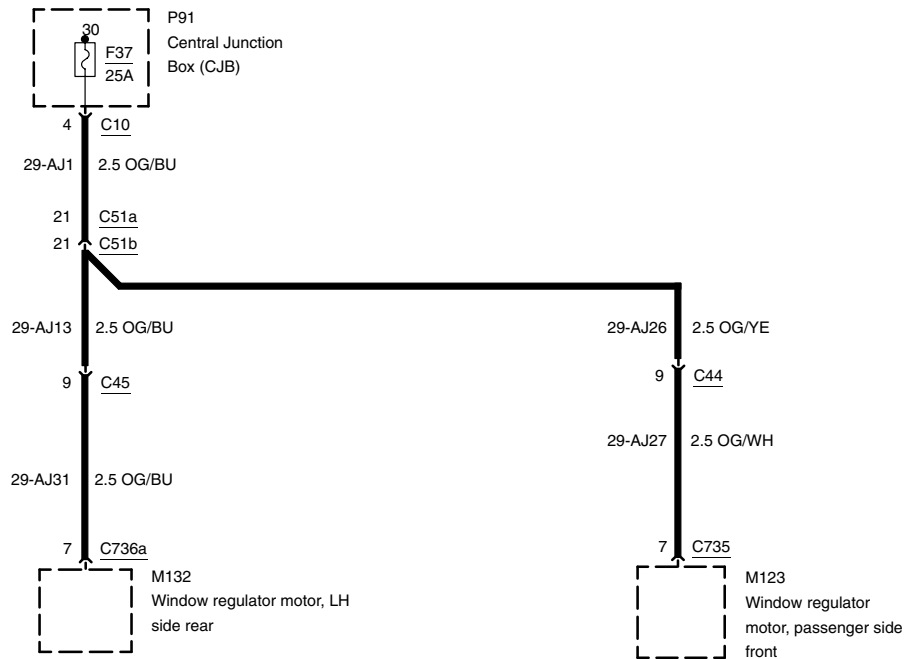 30
F37
25A
P91
Central Junction
Box (CJB)
4 C10
29-AJ1 2.5 OG/BU
21 C51a
21 C51b
29-AJ13 2.5 OG/BU
29-AJ26 2.5 OG/YE
9 C45
9 C44
29-AJ27 2.5 OG/WH
29-AJ31 2.5 OG/BU
7 C736a
7 C735
M132
Window regulator motor, LH
side rear
M123
Window regulator
motor, passenger side
front